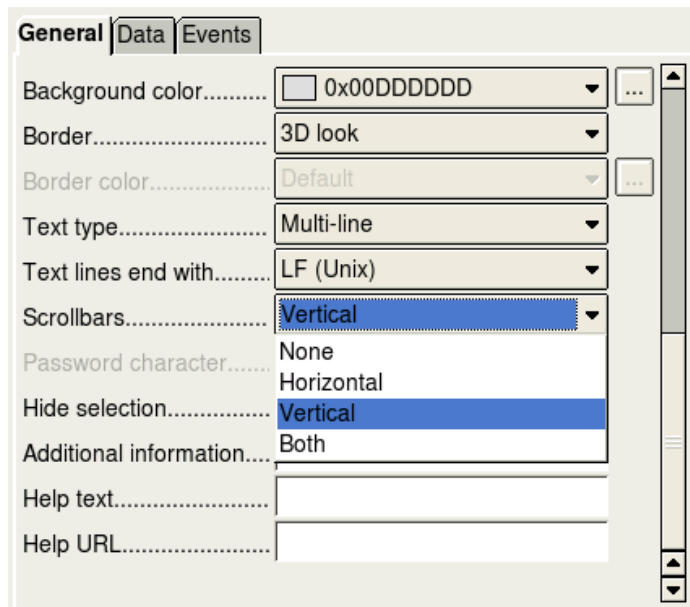 General Data Events
Background color.......... 0x00DDDDDD ...
Border........................... 3D look
Border color................... Default ...
Text type....................... Multi-line
Text lines end with......... LF (Unix)
Scrollbars...................... Vertical
None
Password character.......
Horizontal
Hide selection................. Vertical
Both
Additional information....
Help text........................
Help URL.......................